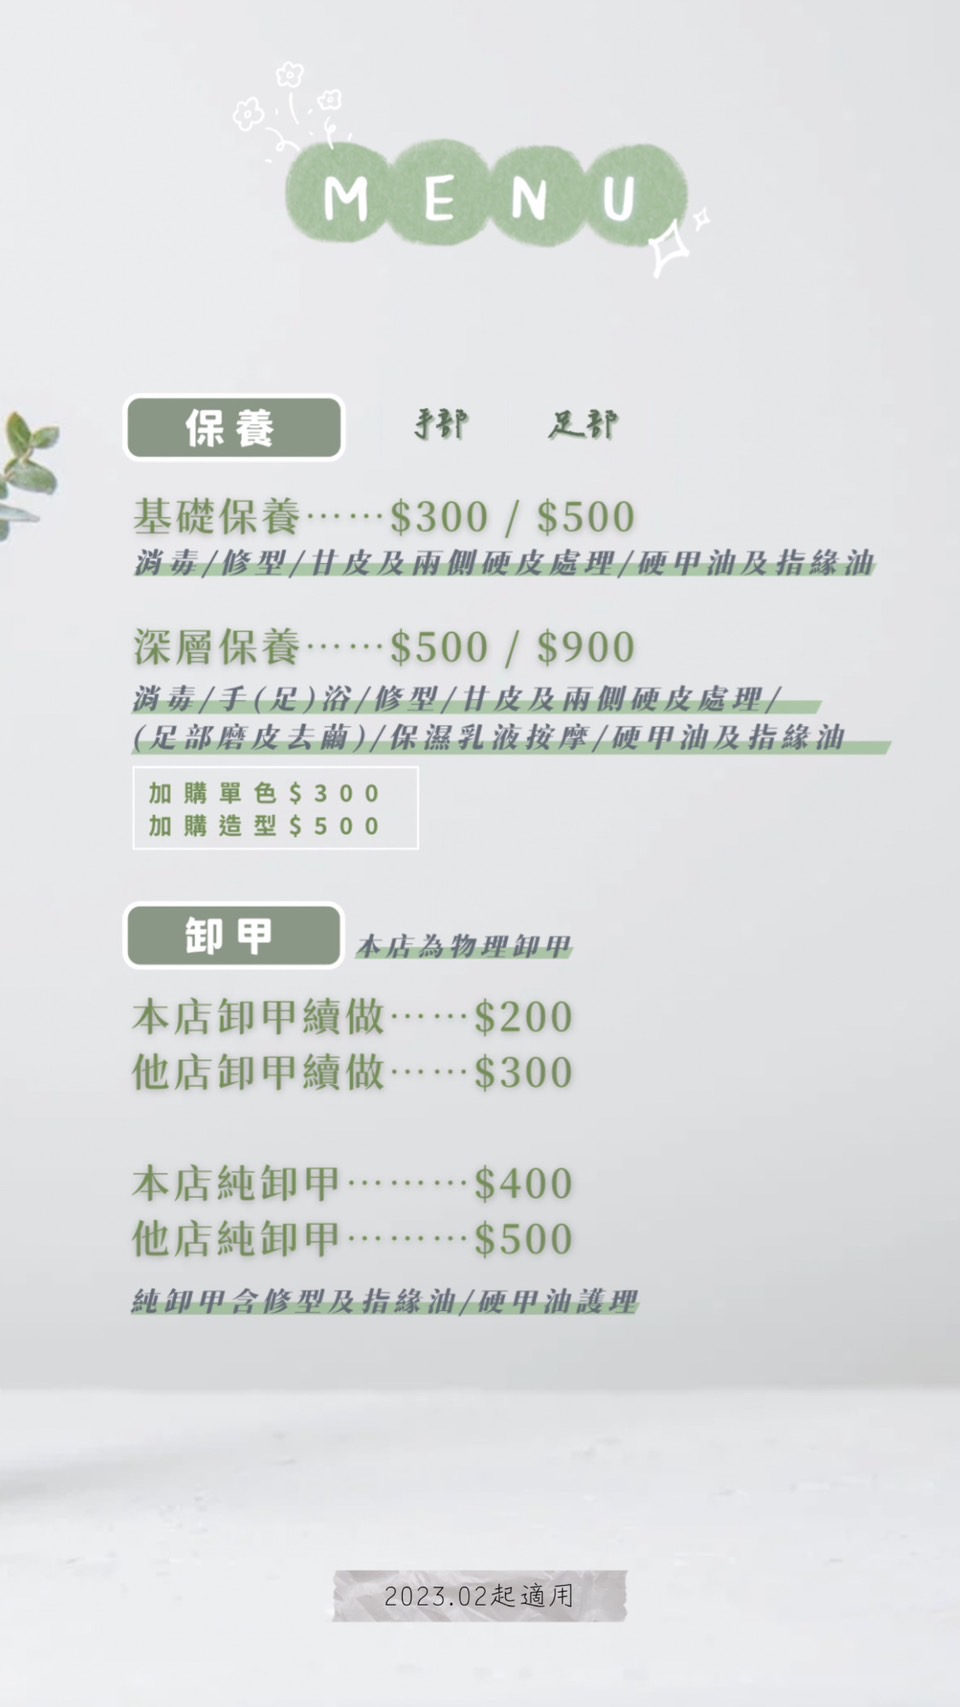 MENU
保養 手部 足部
基礎保養……$300 / $500
消毒/修型/甘皮及兩側硬皮處理/硬甲油及指緣油
深層保養……$500 / $900
消毒/手(足)浴/修型/甘皮及兩側硬皮處理/
(足部磨皮去繭)/保濕乳液按摩/硬甲油及指緣油
加購單色$300
加購造型$500
卸甲 本店為物理卸甲
本店卸甲續做……$200
他店卸甲續做……$300
本店純卸甲………$400
他店純卸甲………$500
純卸甲含修型及指緣油/硬甲油護理
2023.02起適用